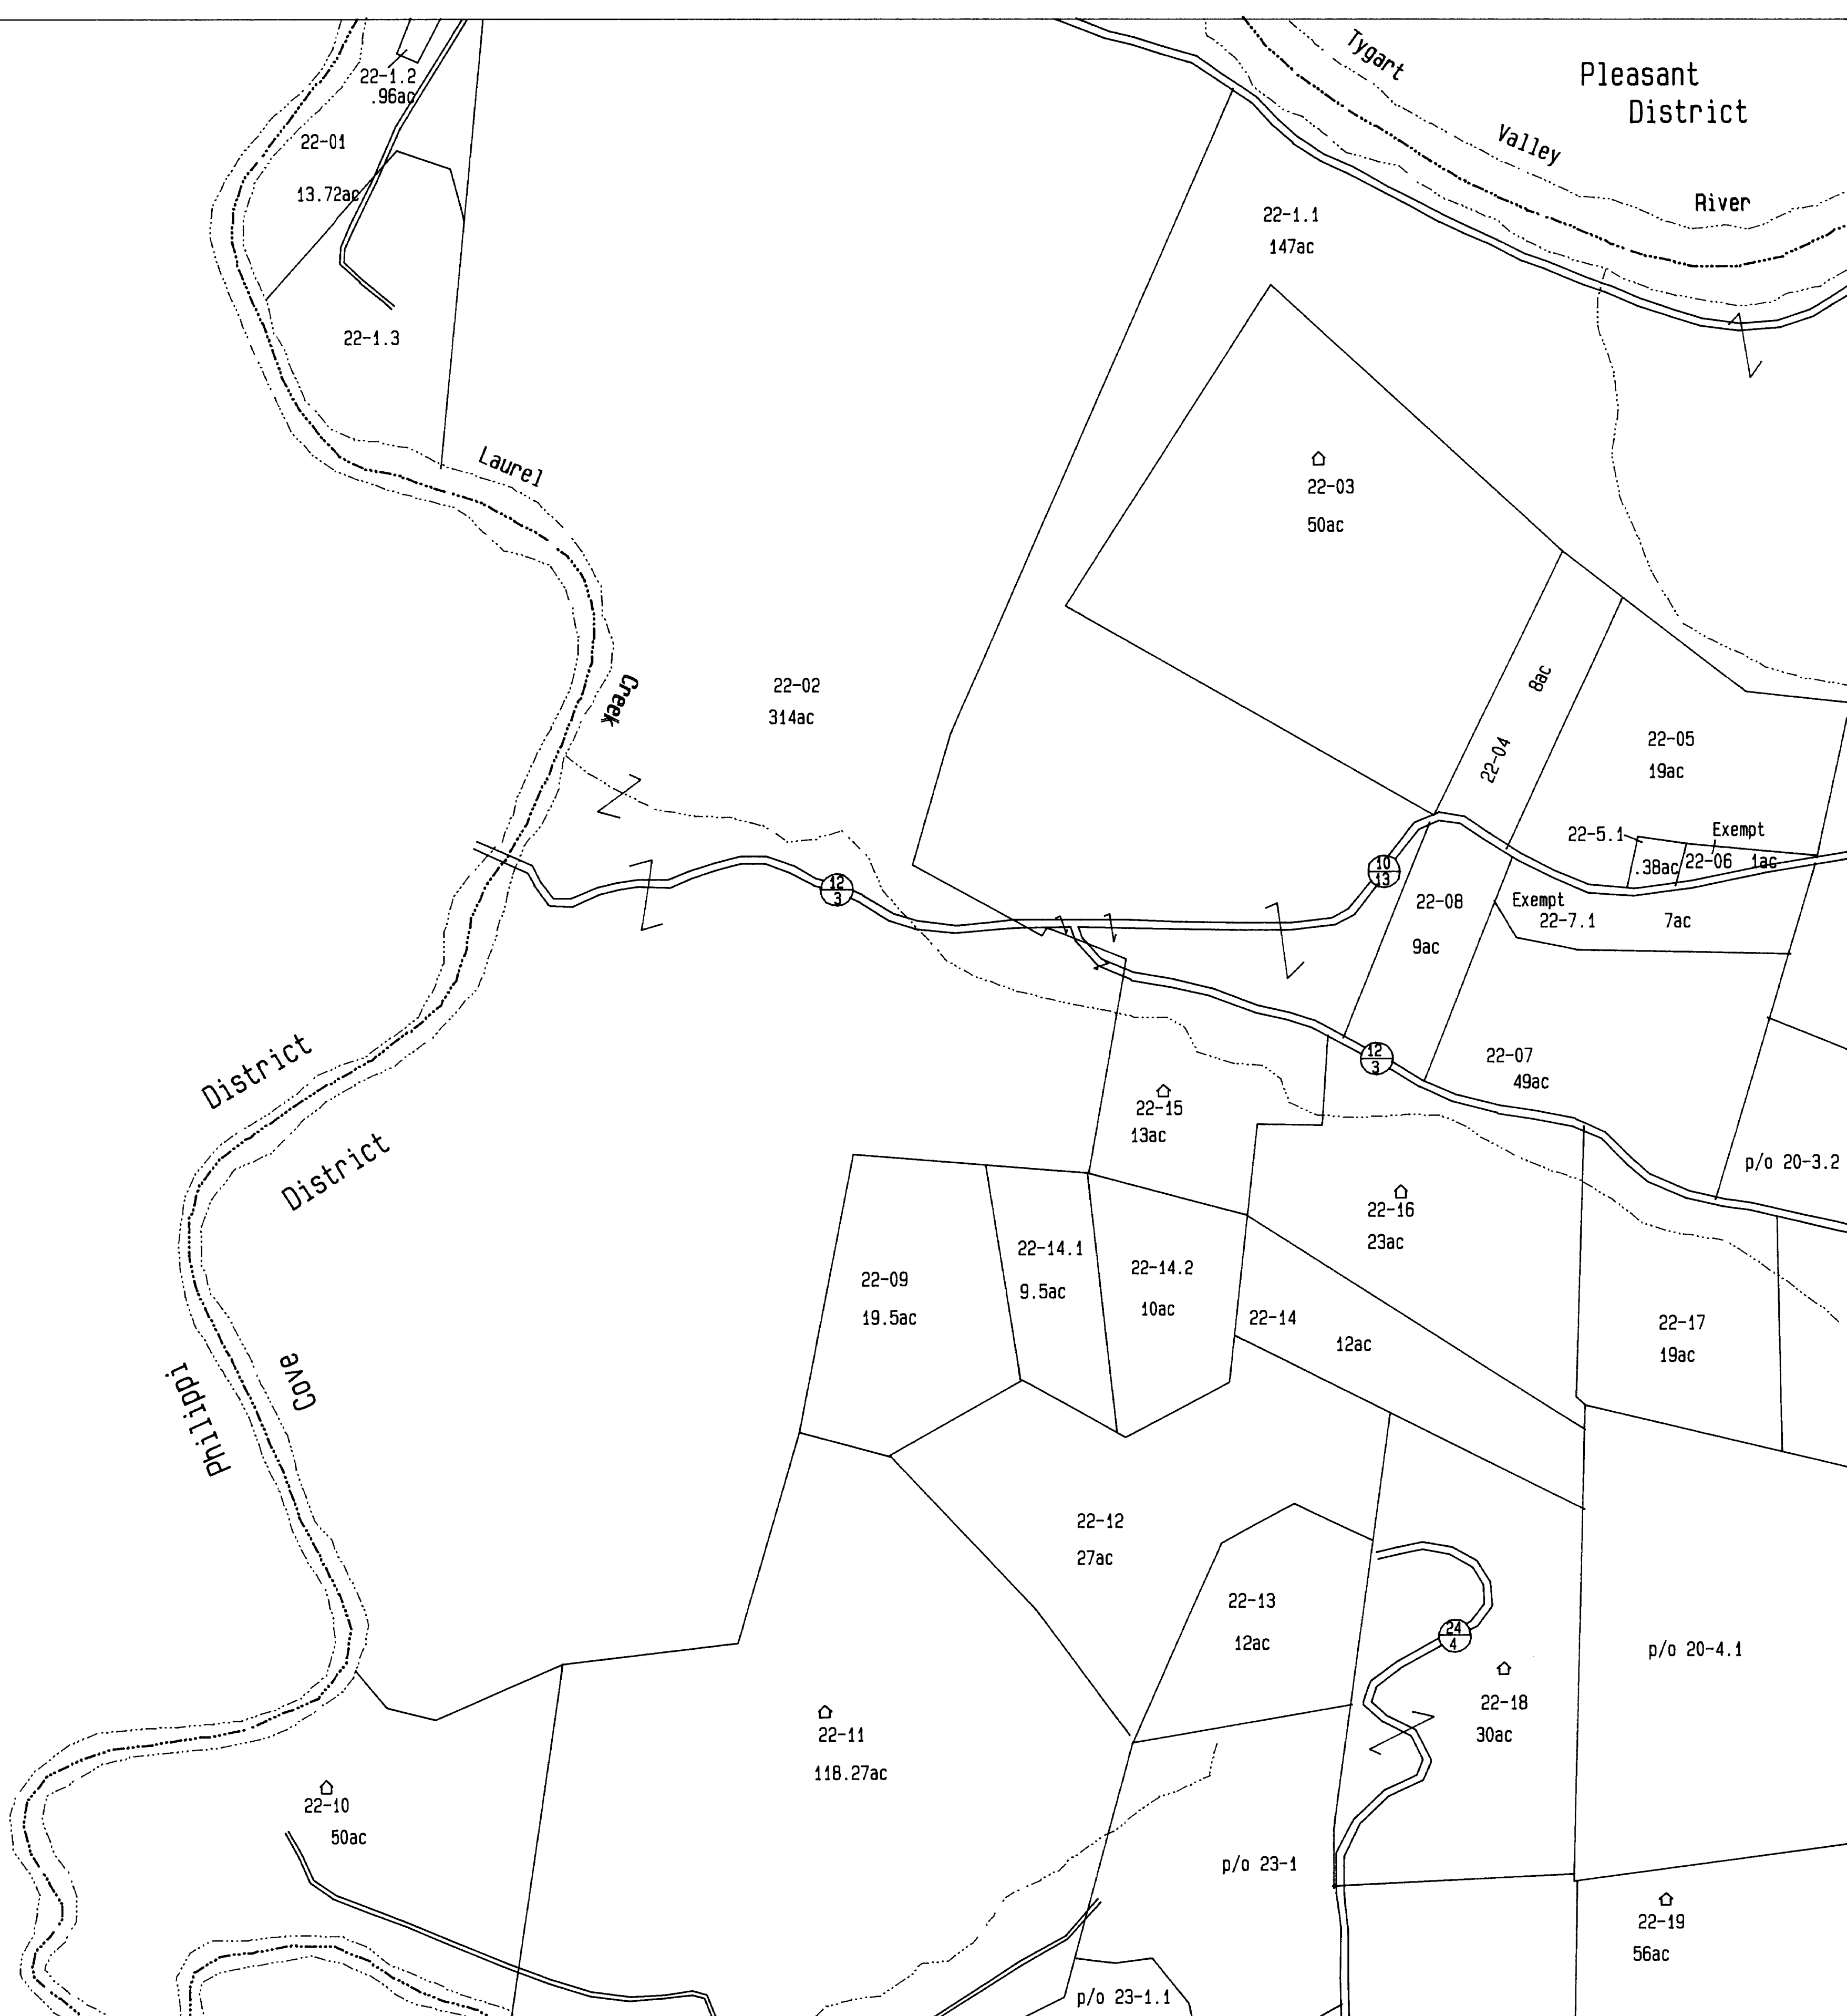 Tygart
Valley
River
Pleasant
District
22-1.2
.96ac
22-01
13.72ac
22-1.3
22-1.1
147ac
Laurel
Creek
22-03
50ac
22-02
314ac
8ac
22-04
22-05
19ac
22-5.1
Exempt
.38ac
22-06
1ac
10
13
12
3
22-08
9ac
Exempt
22-7.1
7ac
District
District
12
3
22-07
49ac
22-15
13ac
p/o 20-3.2
22-16
23ac
22-14.1
9.5ac
22-14.2
10ac
22-09
19.5ac
22-14
12ac
22-17
19ac
Cove
Philippi
22-12
27ac
22-13
12ac
24
4
p/o 20-4.1
22-18
30ac
22-11
118.27ac
22-10
50ac
p/o 23-1
22-19
56ac
p/o 23-1.1